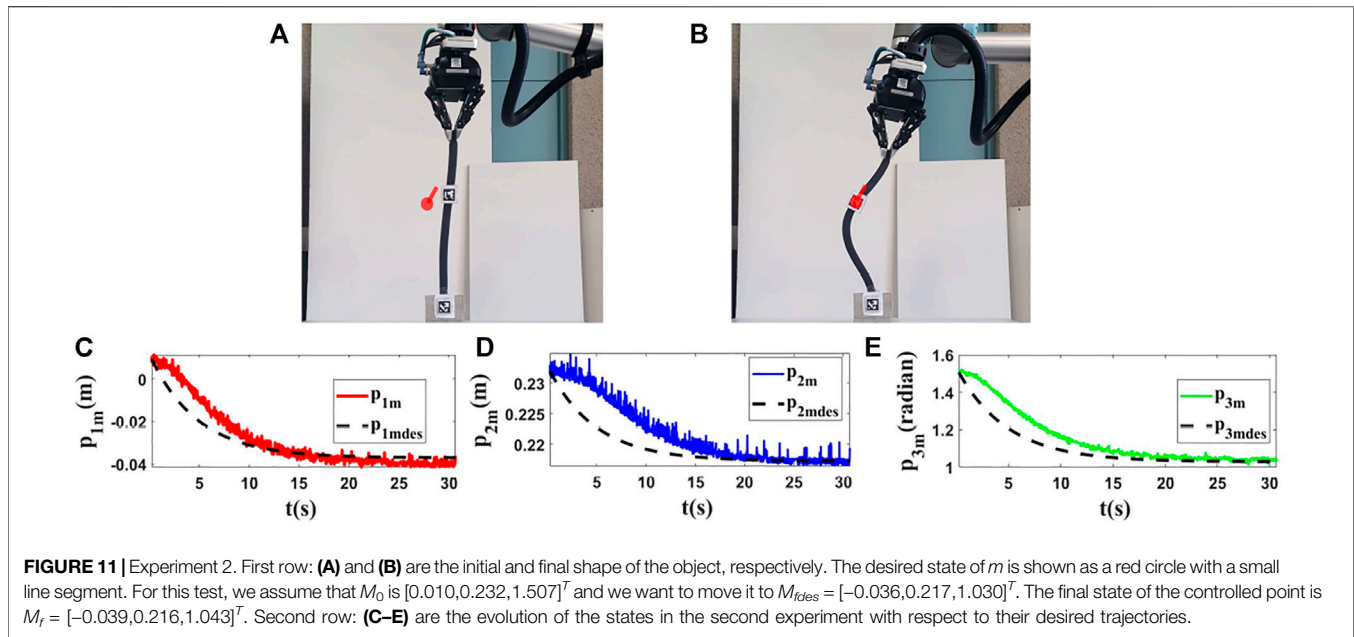 A
B
C
0
-0.02
-0.04
p1m(m)
p1m
p1mdes
5 10 15 20 25 30
t(s)
D
0.23
0.225
0.22
p2m(m)
p2m
p2mdes
5 10 15 20 25 30
t(s)
E
1.6
1.4
1.2
1
p3m(radian)
p3m
p3mdes
5 10 15 20 25 30
t(s)
FIGURE 11 | Experiment 2. First row: (A) and (B) are the initial and final shape of the object, respectively. The desired state of m is shown as a red circle with a small
line segment. For this test, we assume that M0 is [0.010,0.232,1.507]^T and we want to move it to Mfdes = [−0.036,0.217,1.030]^T. The final state of the controlled point is
Mf = [−0.039,0.216,1.043]^T. Second row: (C–E) are the evolution of the states in the second experiment with respect to their desired trajectories.